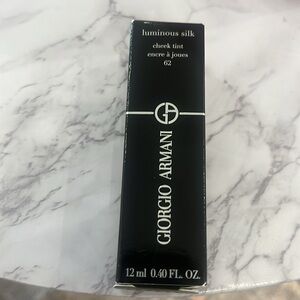 luminous silk
cheek tint
encre à joues
62
GIORGIO ARMANI
12 ml 0.40 FL. OZ.